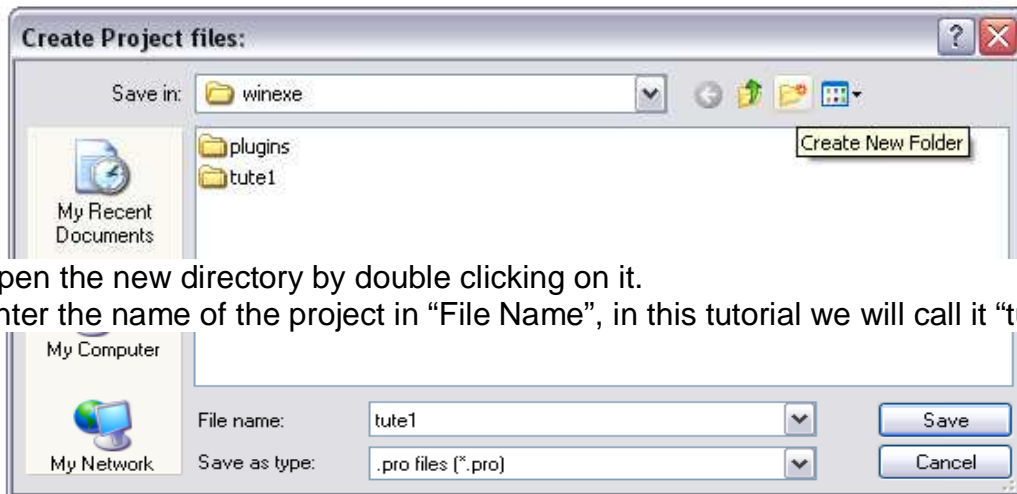 Create Project files:
Save in: winexe
Create New Folder
plugins
tute1
My Recent
Documents
pen the new directory by double clicking on it.
nter the name of the project in “File Name”, in this tutorial we will call it “t
My Computer
File name: tute1 Save
My Network Save as type: .pro files (*.pro) Cancel